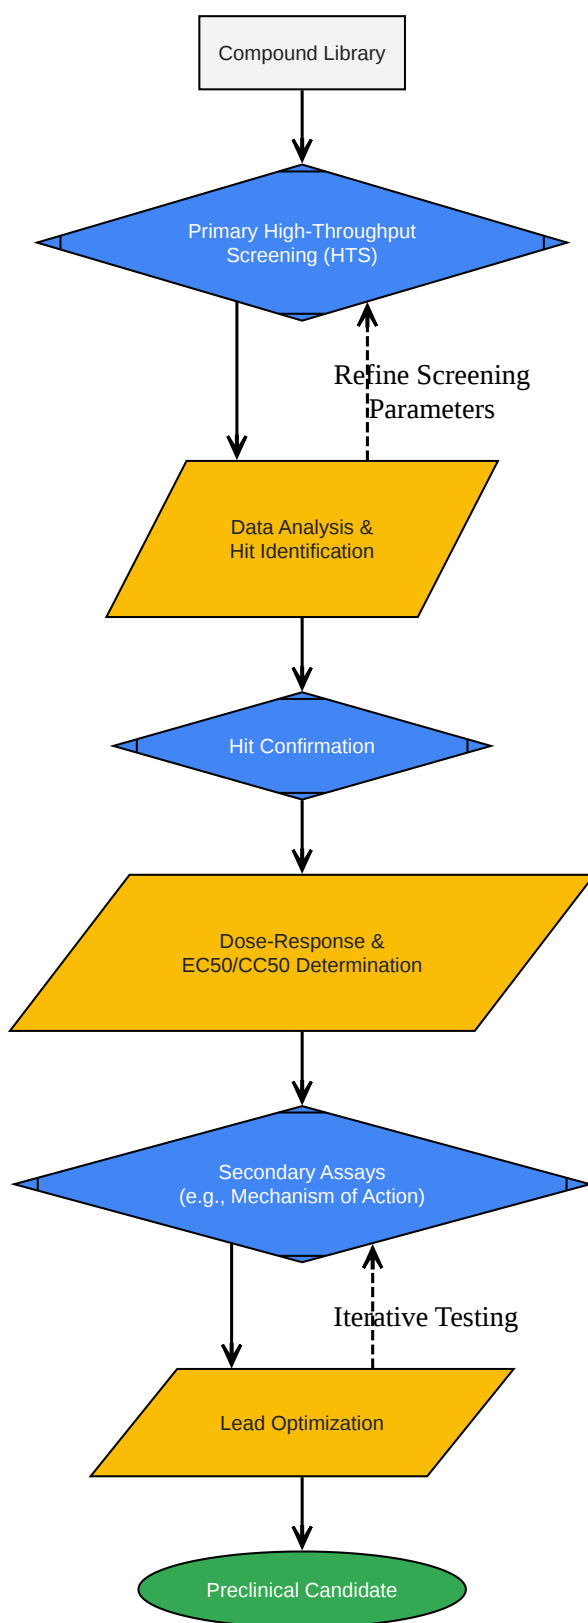 Compound Library
Primary High-Throughput
Screening (HTS)
Refine Screening
Parameters
Data Analysis &
Hit Identification
Hit Confirmation
Dose-Response &
EC50/CC50 Determination
Secondary Assays
(e.g., Mechanism of Action)
Iterative Testing
Lead Optimization
Preclinical Candidate